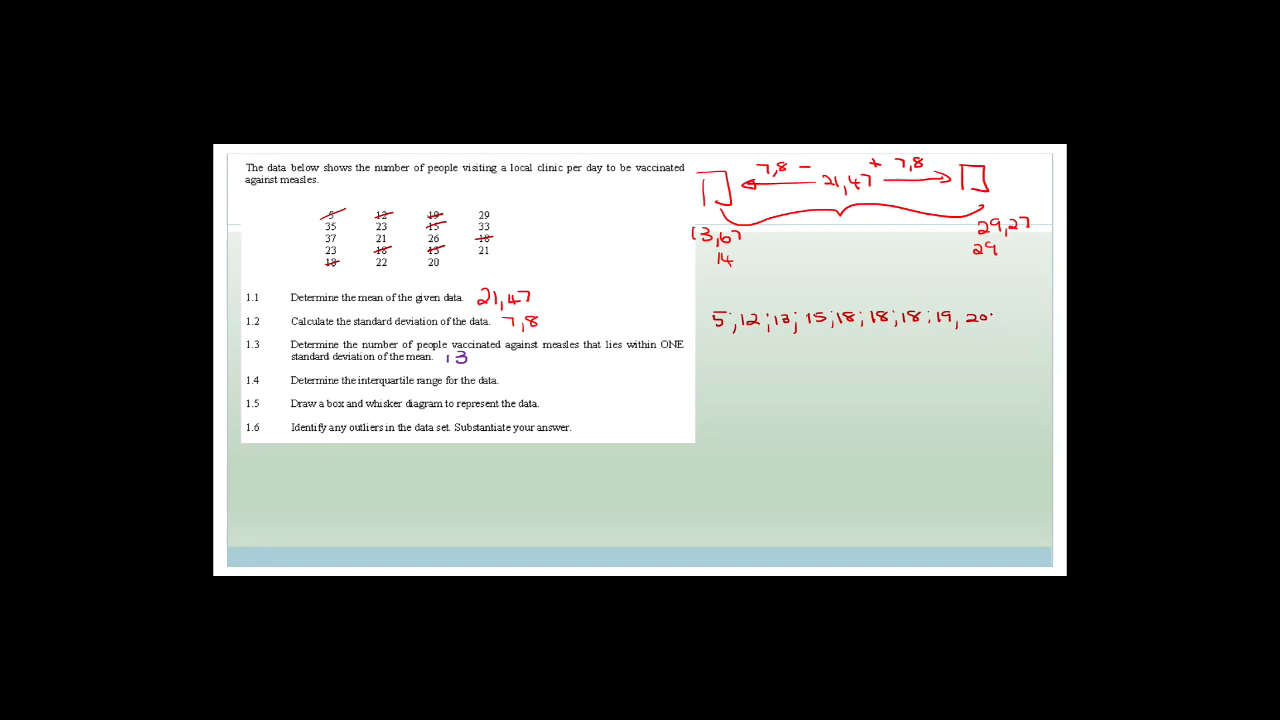 The data below shows the number of people visiting a local clinic per day to be vaccinated
against measles.
5 12 19 29
35 23 15 33
37 21 26 18
23 18 13 21
18 22 20
1.1 Determine the mean of the given data. 21,47
1.2 Calculate the standard deviation of the data. 7,8
1.3 Determine the number of people vaccinated against measles that lies within ONE
standard deviation of the mean. 13
1.4 Determine the interquartile range for the data.
1.5 Draw a box and whisker diagram to represent the data.
1.6 Identify any outliers in the data set. Substantiate your answer.
7,8 − + 7,8
21,47
13,67 29,27
14 29
5 ; 12 ; 13 ; 15 ; 18 ; 18 ; 18 ; 19 , 20